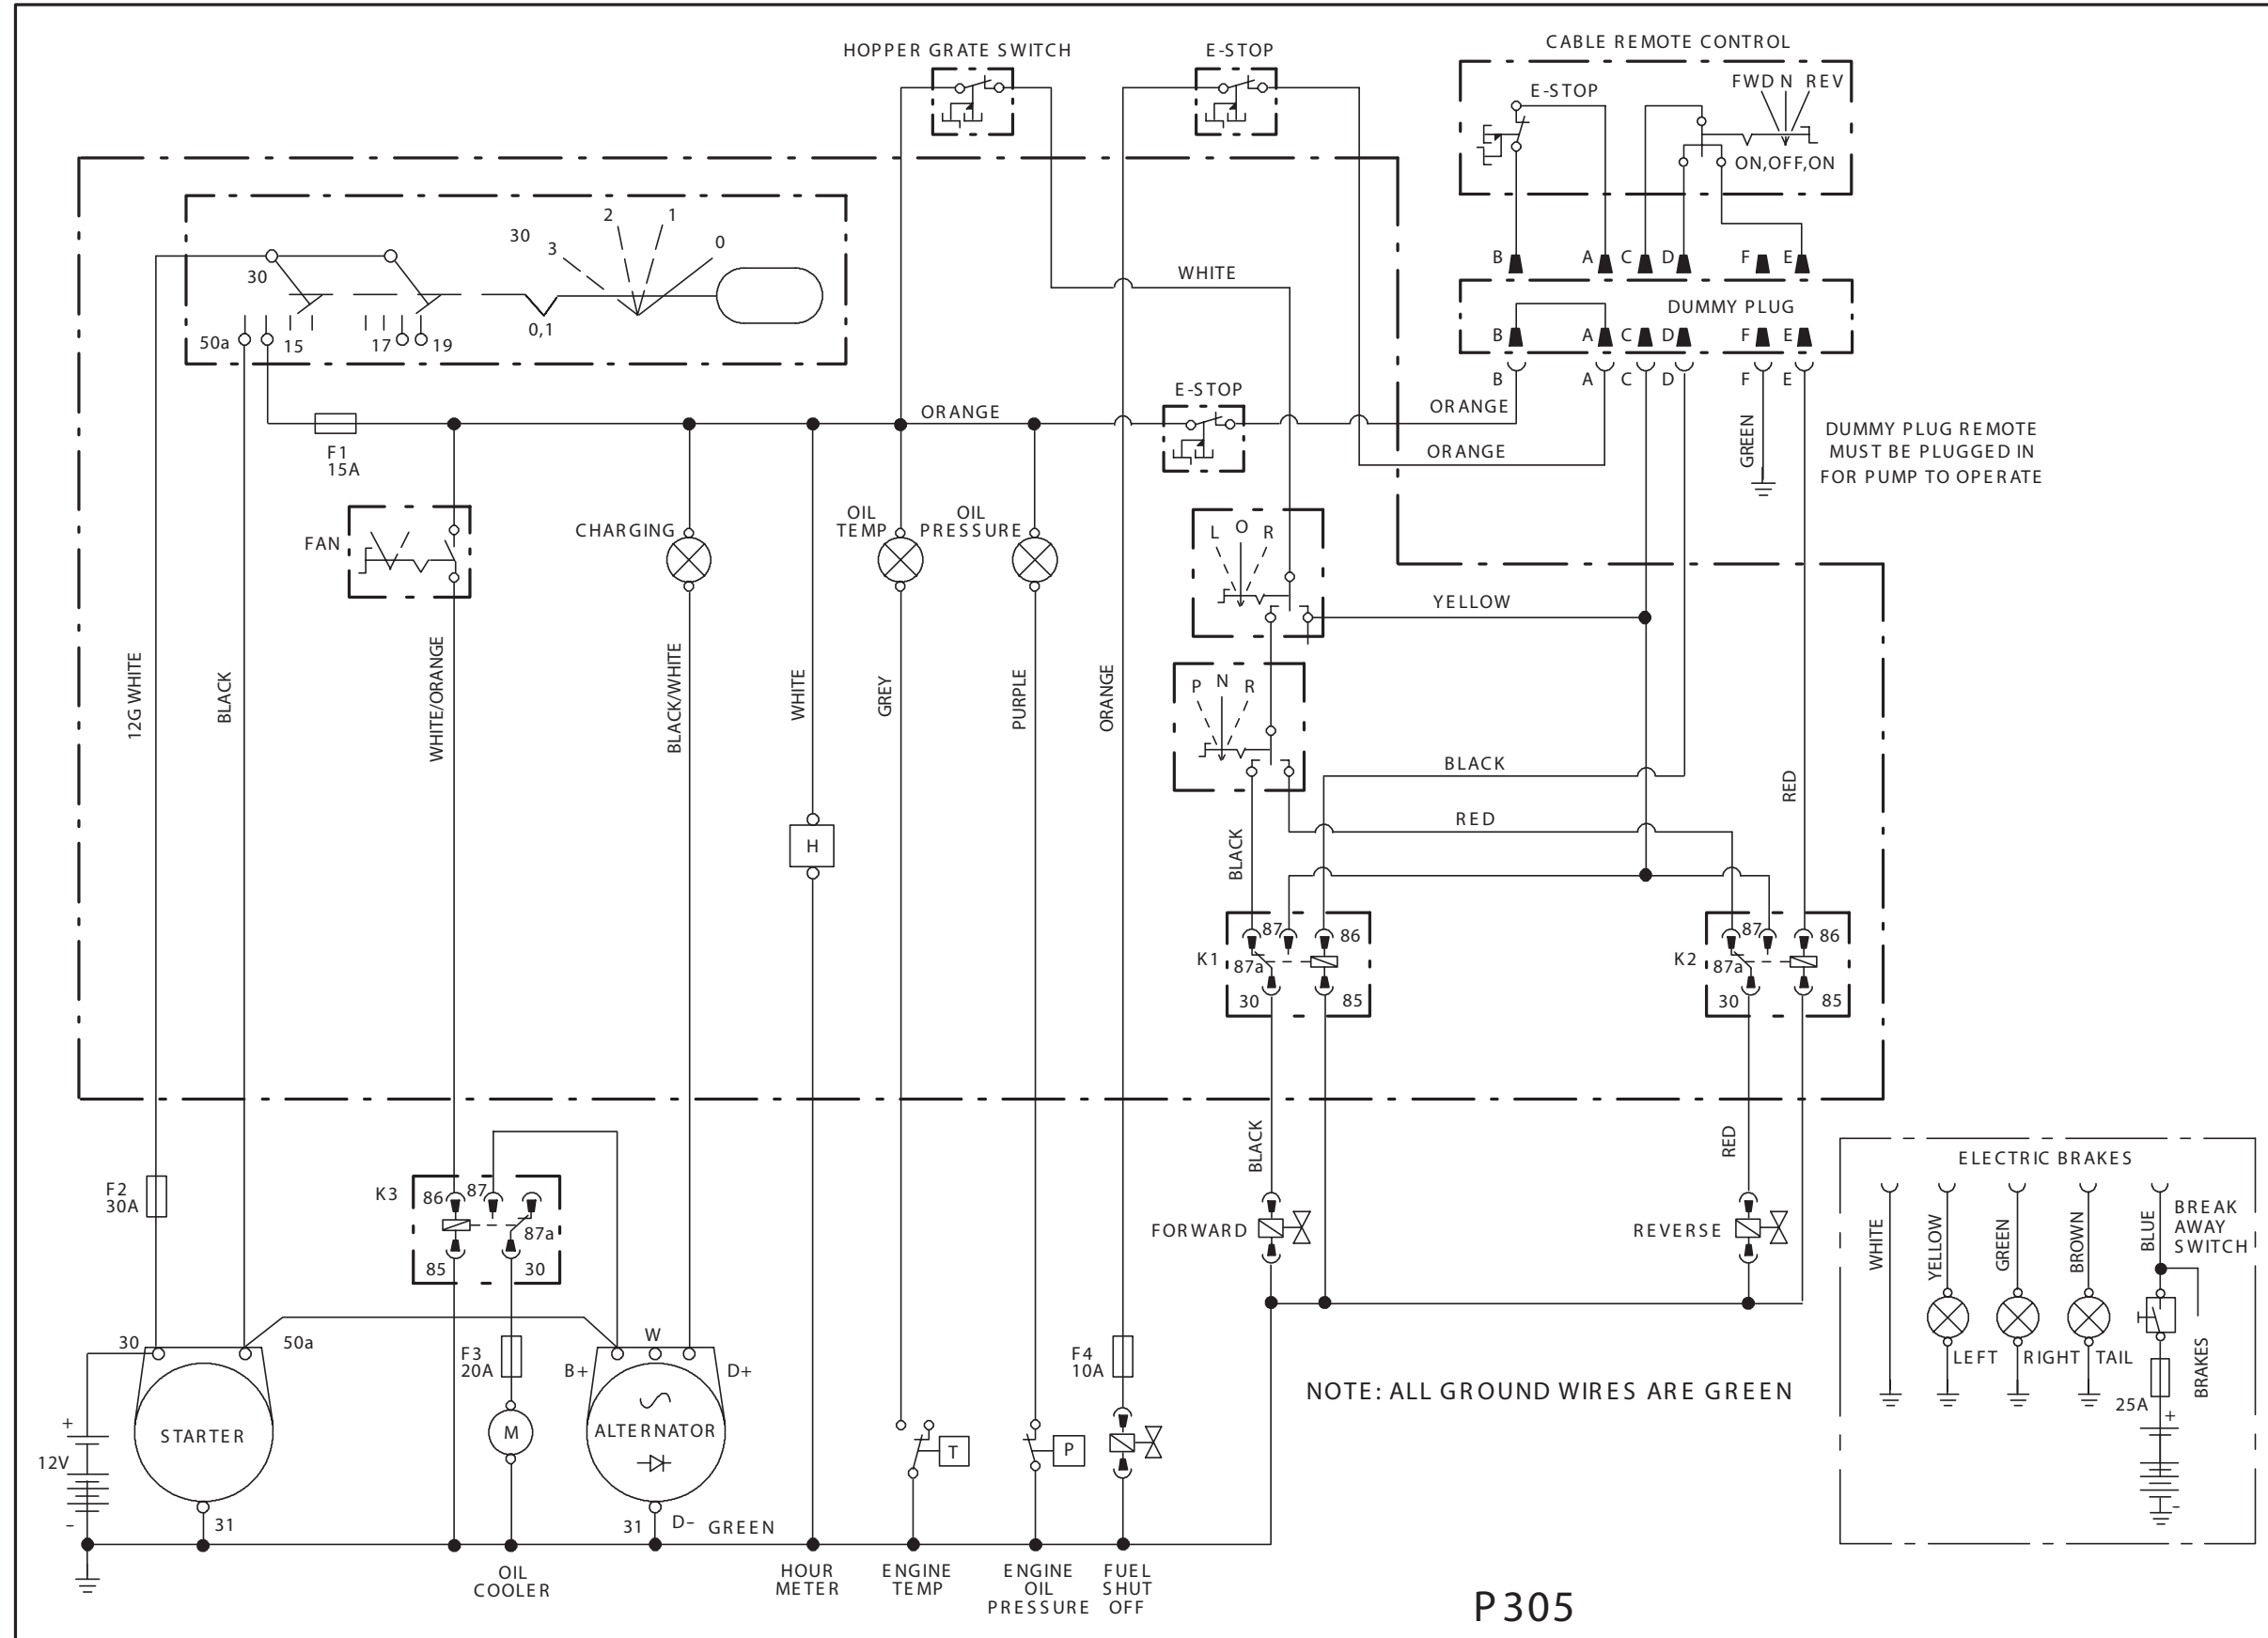 HOPPER GRATE SWITCH
E-STOP
CABLE REMOTE CONTROL
E-STOP
FWD N REV
ON,OFF,ON
30
3
2
1
0
30
0,1
50a
15
17
19
WHITE
B
A
C
D
F
E
DUMMY PLUG
B
A
C
D
F
E
B
A
C
D
F
E
E-STOP
ORANGE
ORANGE
ORANGE
GREEN
DUMMY PLUG REMOTE
MUST BE PLUGGED IN
FOR PUMP TO OPERATE
F1
15A
FAN
CHARGING
OIL
TEMP
OIL
PRESSURE
L
O
R
YELLOW
P
N
R
12G WHITE
BLACK
WHITE/ORANGE
BLACK/WHITE
WHITE
GREY
PURPLE
ORANGE
BLACK
RED
RED
BLACK
H
K1
87
86
87a
30
85
K2
87
86
87a
30
85
F2
30A
K3
86
87
87a
85
30
BLACK
RED
FORWARD
REVERSE
ELECTRIC BRAKES
WHITE
YELLOW
GREEN
BROWN
BLUE
BREAK
AWAY
SWITCH
LEFT
RIGHT
TAIL
BRAKES
25A
+
-
30
50a
F3
20A
B+
W
D+
F4
10A
NOTE: ALL GROUND WIRES ARE GREEN
+
12V
-
STARTER
M
ALTERNATOR
T
P
31
31
D-
GREEN
OIL
COOLER
HOUR
METER
ENGINE
TEMP
ENGINE
OIL
PRESSURE
FUEL
SHUT
OFF
P305